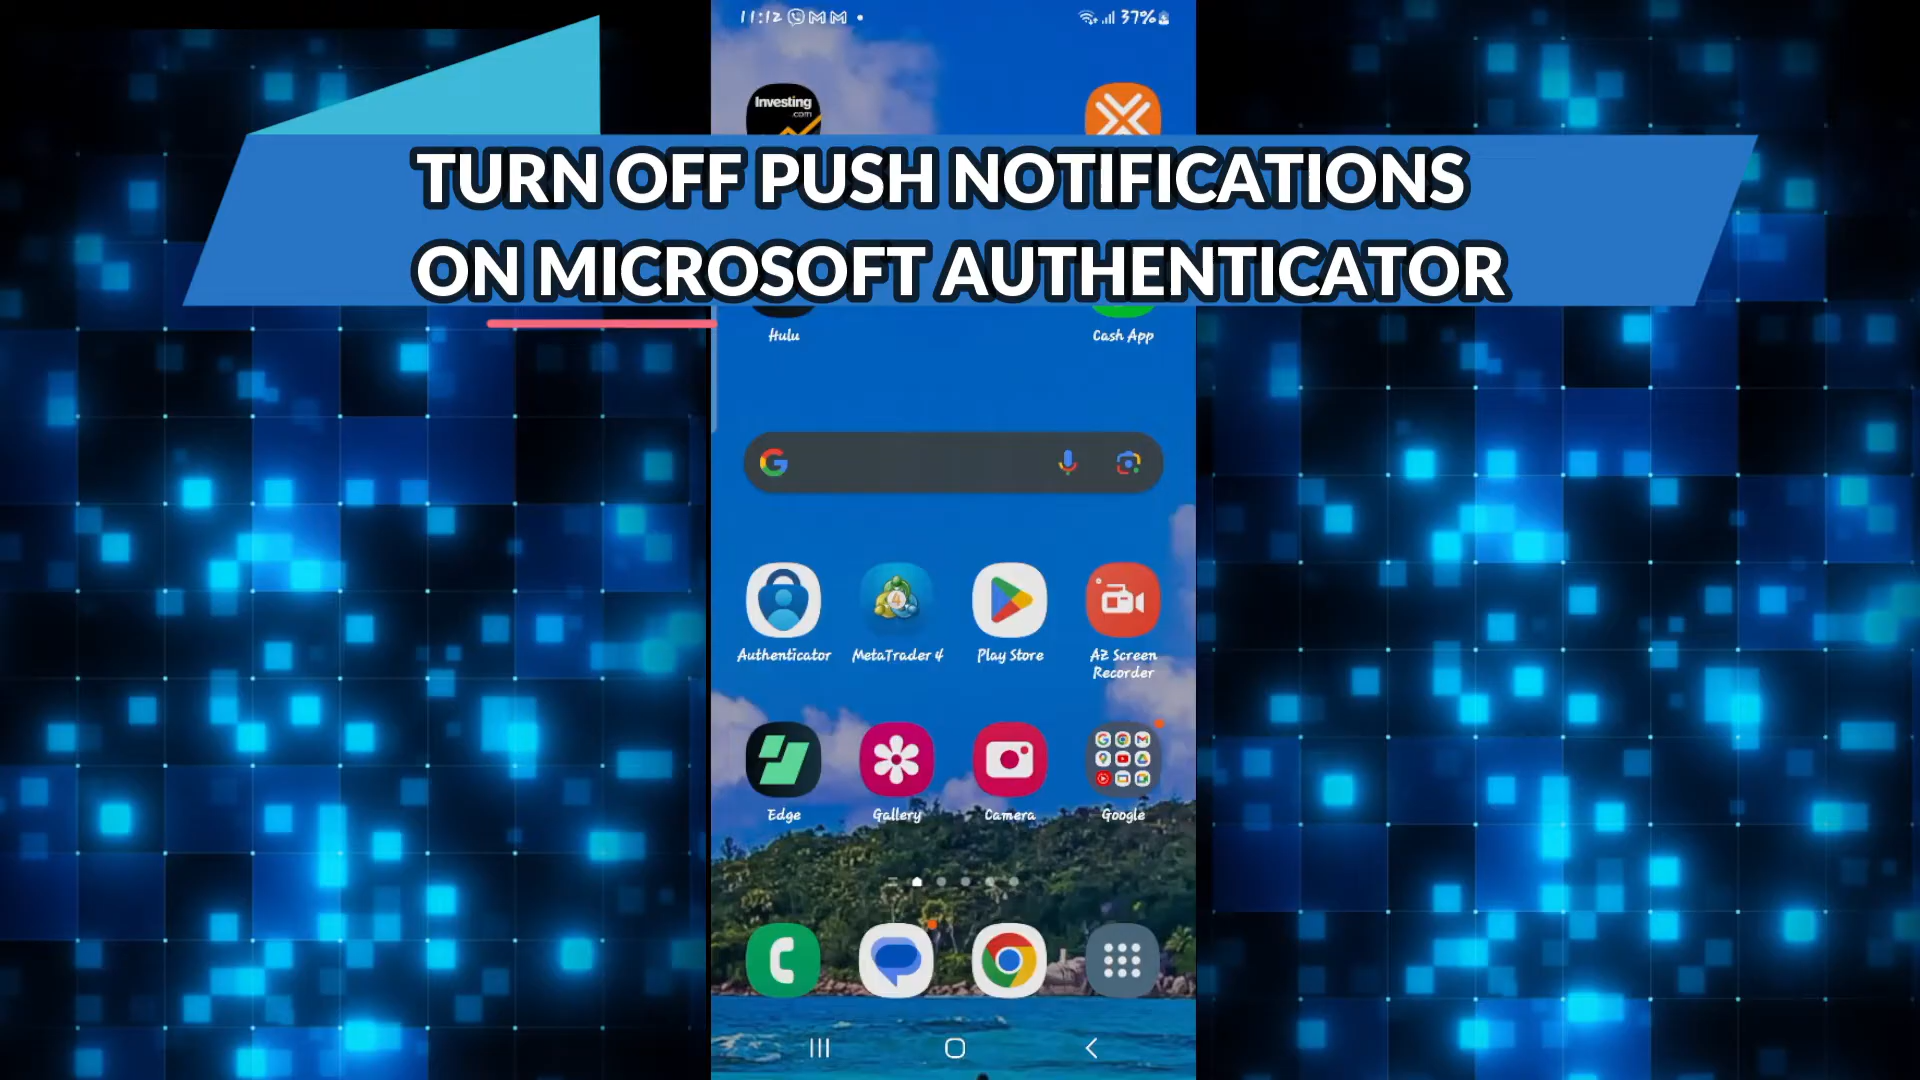 11:12
37%
Investing
.com
TURN OFF PUSH NOTIFICATIONS
ON MICROSOFT AUTHENTICATOR
Hulu
Cash App
Authenticator
MetaTrader 4
Play Store
AZ Screen
Recorder
Edge
Gallery
Camera
Google